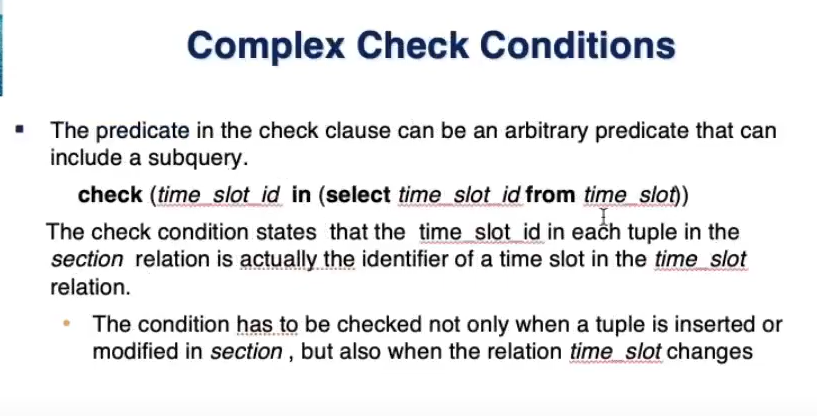 Complex Check Conditions
▪ The predicate in the check clause can be an arbitrary predicate that can
include a subquery.
check (time_slot_id in (select time_slot_id from time_slot))
The check condition states that the time_slot_id in each tuple in the
section relation is actually the identifier of a time slot in the time_slot
relation.
• The condition has to be checked not only when a tuple is inserted or
modified in section , but also when the relation time_slot changes